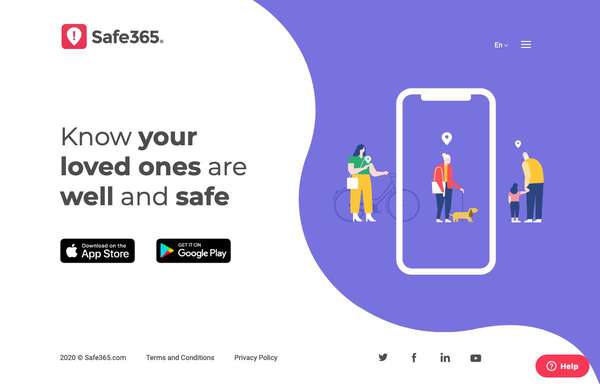 Safe365®
En
Know your
loved ones are
well and safe
Download on the
App Store
GET IT ON
Google Play
2020 © Safe365.com
Terms and Conditions
Privacy Policy
Help